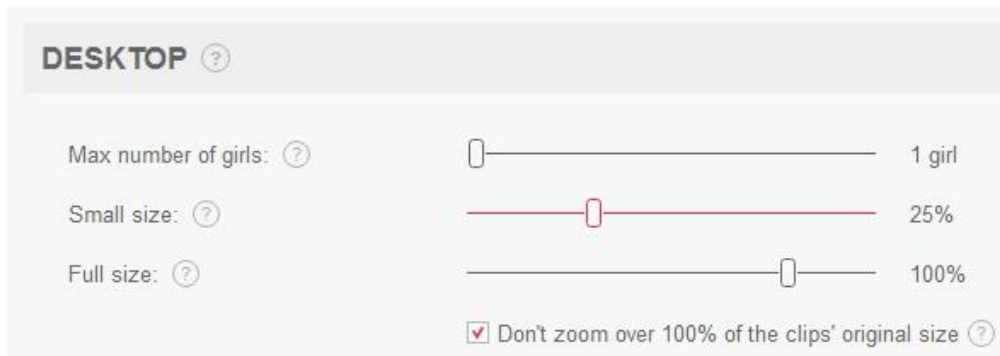 DESKTOP ?
Max number of girls: ? 1 girl
Small size: ? 25%
Full size: ? 100%
Don't zoom over 100% of the clips' original size ?